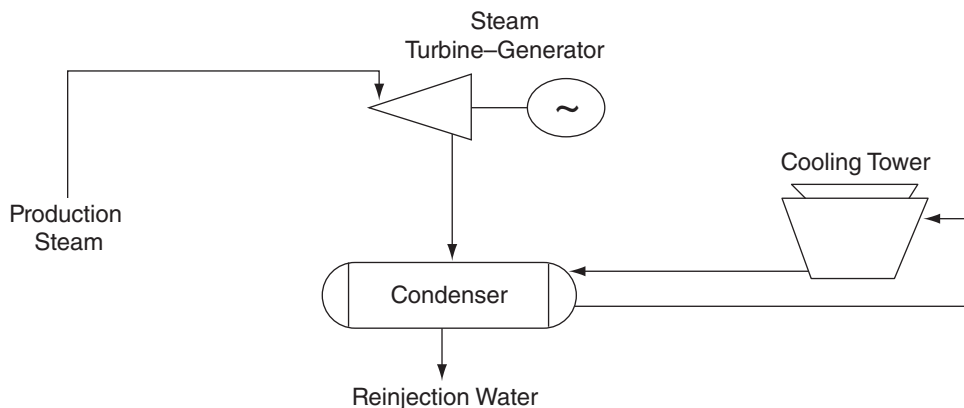 Steam
Turbine–Generator
~
Cooling Tower
Production
Steam
Condenser
Reinjection Water